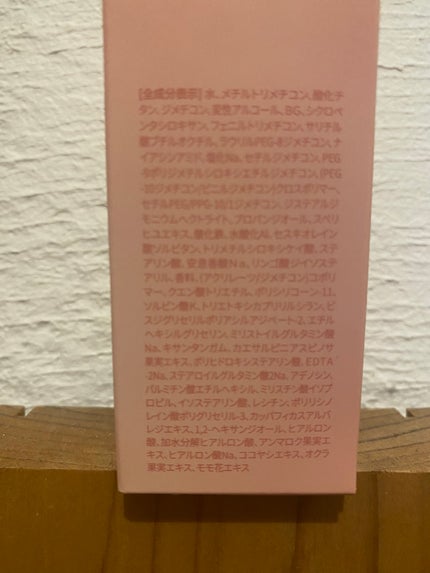 [全成分表示] 水、メチルトリメチコン、酸化チ
タン、ジメチコン、変性アルコール、BG、シクロペ
ンタシロキサン、フェニルトリメチコン、サリチル
酸ブチルオクチル、ラウリルPEG-8ジメチコン、ナ
イアシンアミド、塩化Na、セチルジメチコン、PEG
-9ポリジメチルシロキシエチルジメチコン、(PEG
-10ジメチコン/ビニルジメチコン)クロスポリマー、
セチルPEG/PPG-10/1ジメチコン、ジステアルジ
モニウムヘクトライト、プロパンジオール、スベリ
ヒユエキス、酸化鉄、水酸化Al、セスキオレイン
酸ソルビタン、トリメチルシロキシケイ酸、ステ
アリン酸、安息香酸Na、リンゴ酸ジイソステ
アリル、香料、(アクリレーツ/ジメチコン)コポリ
マー、クエン酸トリエチル、ポリシリコーン-11、
ソルビン酸K、トリエトキシカプリリルシラン、ビ
スジグリセリルポリアシルアジペート-2、エチル
ヘキシルグリセリン、ミリストイルグルタミン酸
Na、キサンタンガム、カエサルピニアスピノサ
果実エキス、ポリヒドロキシステアリン酸、EDTA-
2Na、ステアロイルグルタミン酸2Na、アデノシン、
パルミチン酸エチルヘキシル、ミリスチン酸イソプ
ロピル、イソステアリン酸、レシチン、ポリリシノ
レイン酸ポリグリセリル-3、カッパフィカスアルバ
レジエキス、1,2-ヘキサンジオール、ヒアルロン
酸、加水分解ヒアルロン酸、アンマロク果実エ
キス、ヒアルロン酸Na、ココヤシエキス、オクラ
果実エキス、モモ花エキス